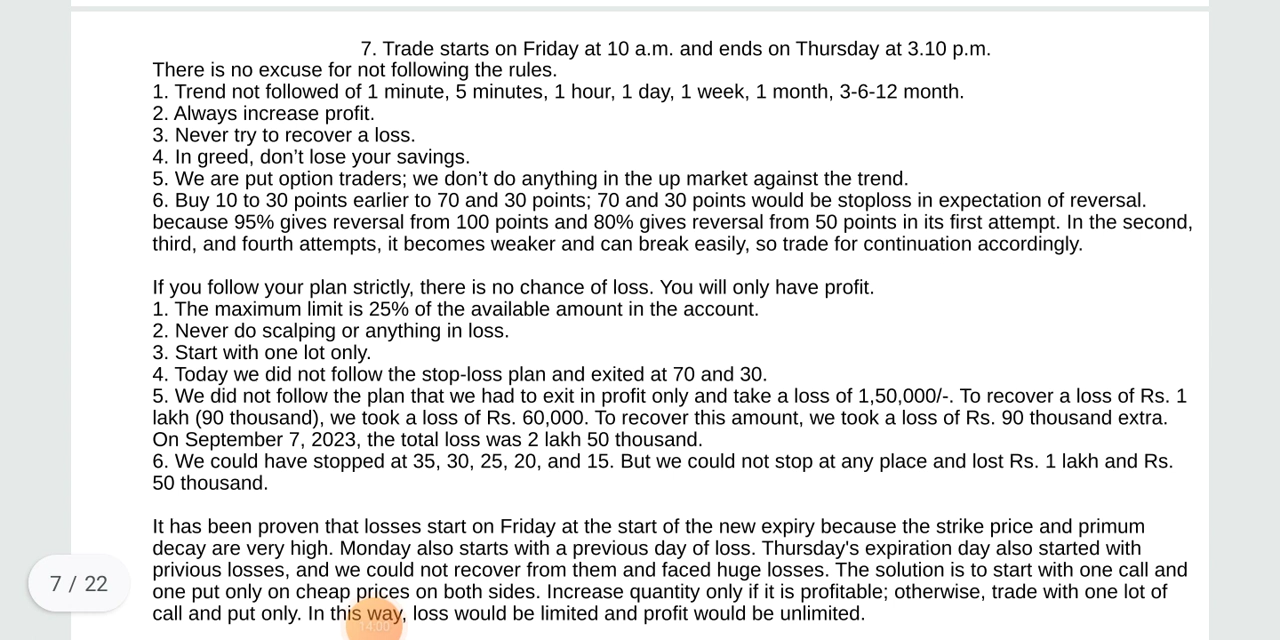 7. Trade starts on Friday at 10 a.m. and ends on Thursday at 3.10 p.m.
There is no excuse for not following the rules.
1. Trend not followed of 1 minute, 5 minutes, 1 hour, 1 day, 1 week, 1 month, 3-6-12 month.
2. Always increase profit.
3. Never try to recover a loss.
4. In greed, don’t lose your savings.
5. We are put option traders; we don’t do anything in the up market against the trend.
6. Buy 10 to 30 points earlier to 70 and 30 points; 70 and 30 points would be stoploss in expectation of reversal.
because 95% gives reversal from 100 points and 80% gives reversal from 50 points in its first attempt. In the second,
third, and fourth attempts, it becomes weaker and can break easily, so trade for continuation accordingly.
If you follow your plan strictly, there is no chance of loss. You will only have profit.
1. The maximum limit is 25% of the available amount in the account.
2. Never do scalping or anything in loss.
3. Start with one lot only.
4. Today we did not follow the stop-loss plan and exited at 70 and 30.
5. We did not follow the plan that we had to exit in profit only and take a loss of 1,50,000/-. To recover a loss of Rs. 1
lakh (90 thousand), we took a loss of Rs. 60,000. To recover this amount, we took a loss of Rs. 90 thousand extra.
On September 7, 2023, the total loss was 2 lakh 50 thousand.
6. We could have stopped at 35, 30, 25, 20, and 15. But we could not stop at any place and lost Rs. 1 lakh and Rs.
50 thousand.
It has been proven that losses start on Friday at the start of the new expiry because the strike price and primum
decay are very high. Monday also starts with a previous day of loss. Thursday's expiration day also started with
privious losses, and we could not recover from them and faced huge losses. The solution is to start with one call and
one put only on cheap prices on both sides. Increase quantity only if it is profitable; otherwise, trade with one lot of
call and put only. In this way, loss would be limited and profit would be unlimited.
7 / 22
14:00